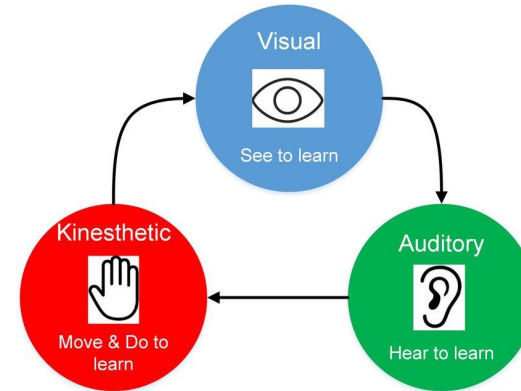 Visual
See to learn
Auditory
Hear to learn
Kinesthetic
Move & Do to
learn